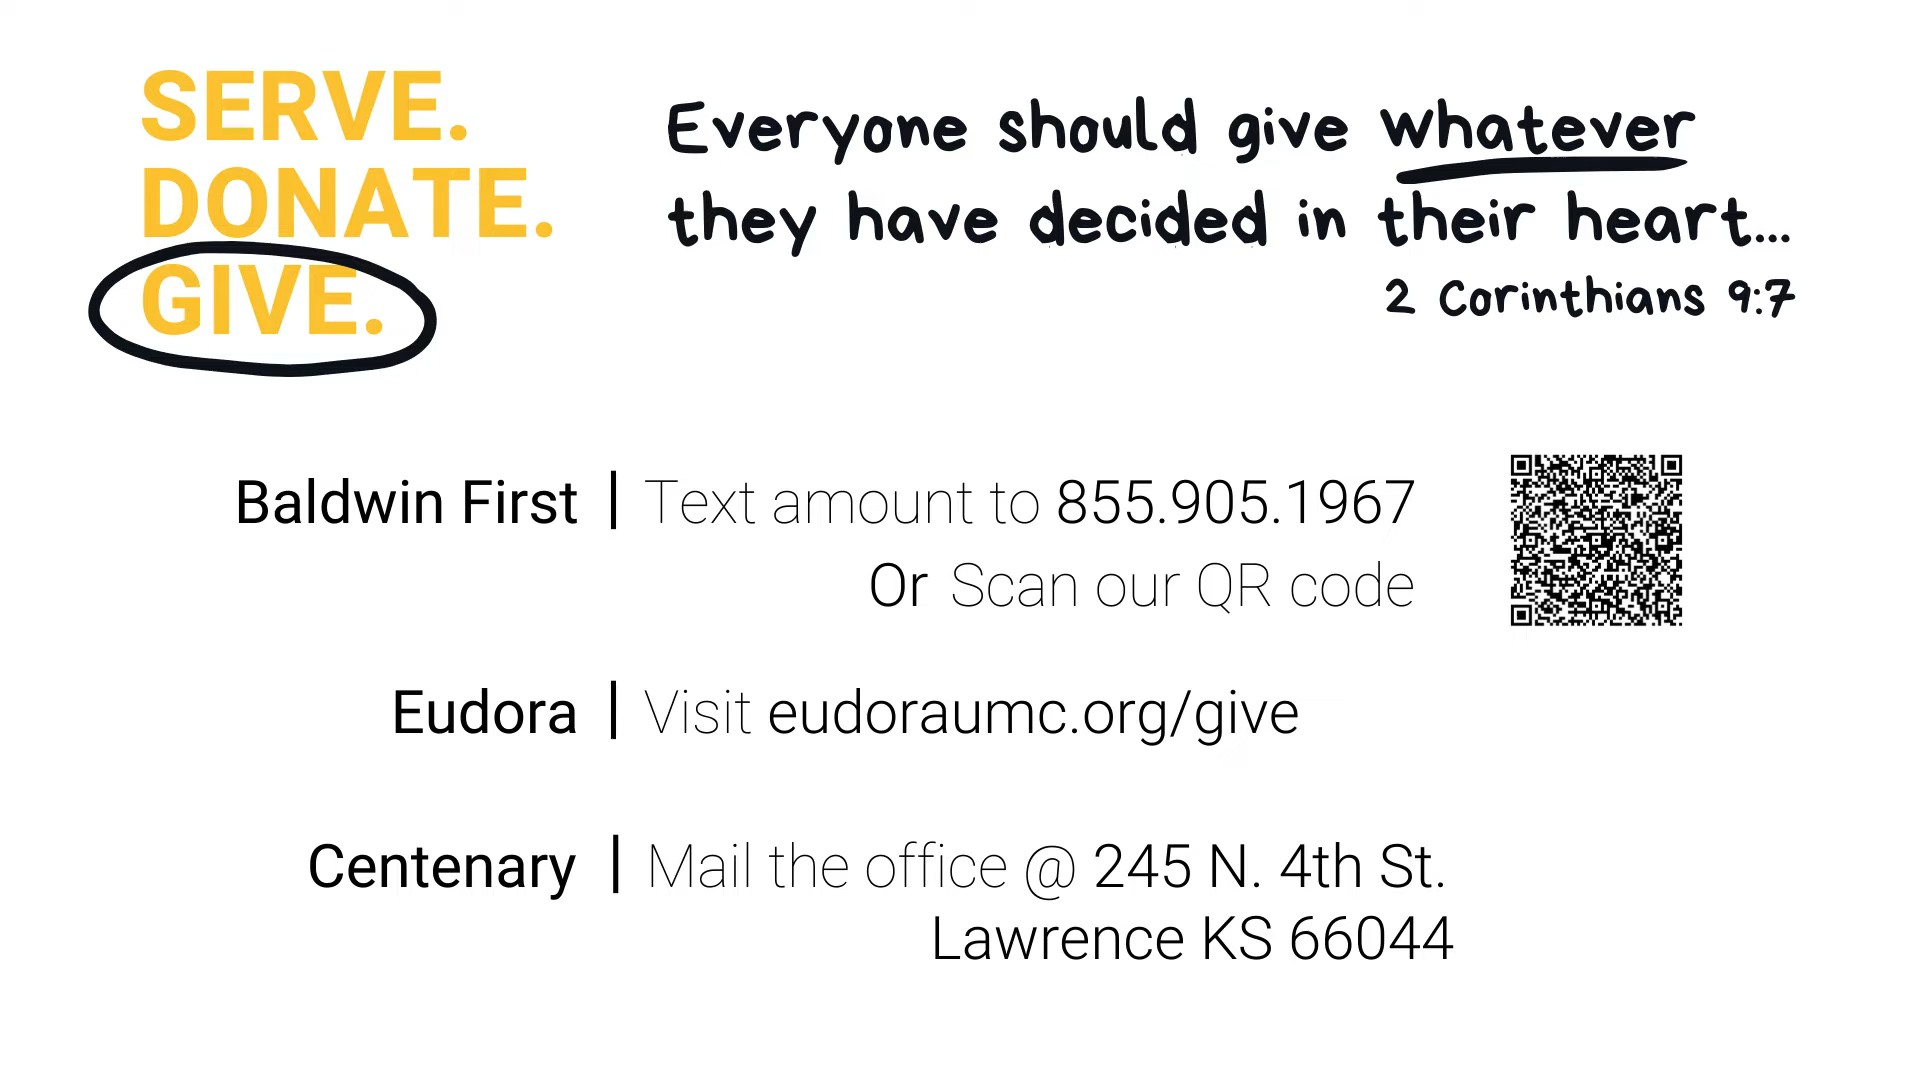 SERVE.
DONATE.
GIVE.
Everyone should give whatever
they have decided in their heart...
2 Corinthians 9:7
Baldwin First | Text amount to 855.905.1967
Or Scan our QR code
Eudora | Visit eudoraumc.org/give
Centenary | Mail the office @ 245 N. 4th St.
Lawrence KS 66044